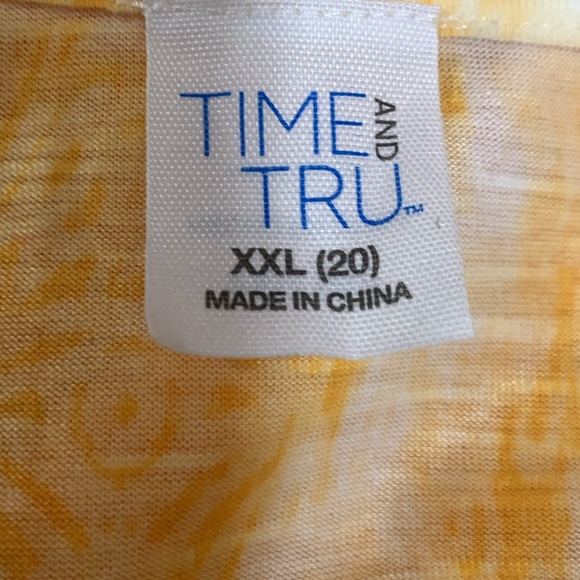 TIME AND
TRU™
XXL (20)
MADE IN CHINA